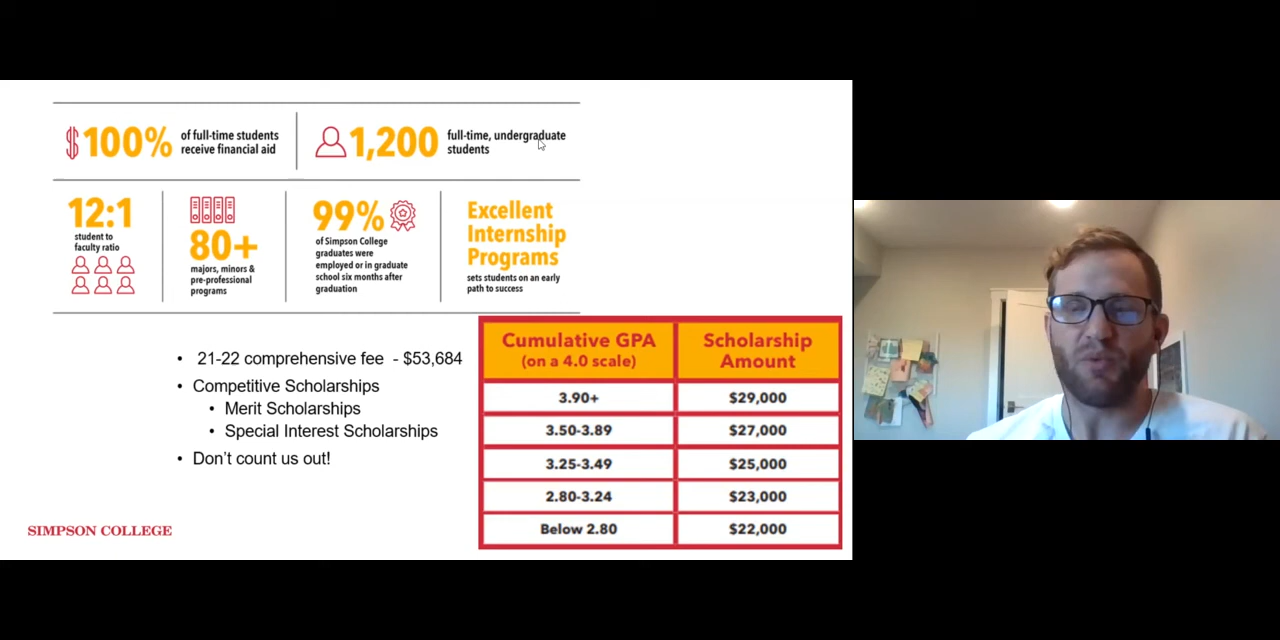 100% of full-time students
receive financial aid
1,200 full-time, undergraduate
students
12:1
student to
faculty ratio
80+
majors, minors &
pre-professional
programs
99%
of Simpson College
graduates were
employed or in graduate
school six months after
graduation
Excellent
Internship
Programs
sets students on an early
path to success
• 21-22 comprehensive fee - $53,684
• Competitive Scholarships
• Merit Scholarships
• Special Interest Scholarships
• Don't count us out!
Cumulative GPA Scholarship
(on a 4.0 scale) Amount
3.90+ $29,000
3.50-3.89 $27,000
3.25-3.49 $25,000
2.80-3.24 $23,000
Below 2.80 $22,000
SIMPSON COLLEGE